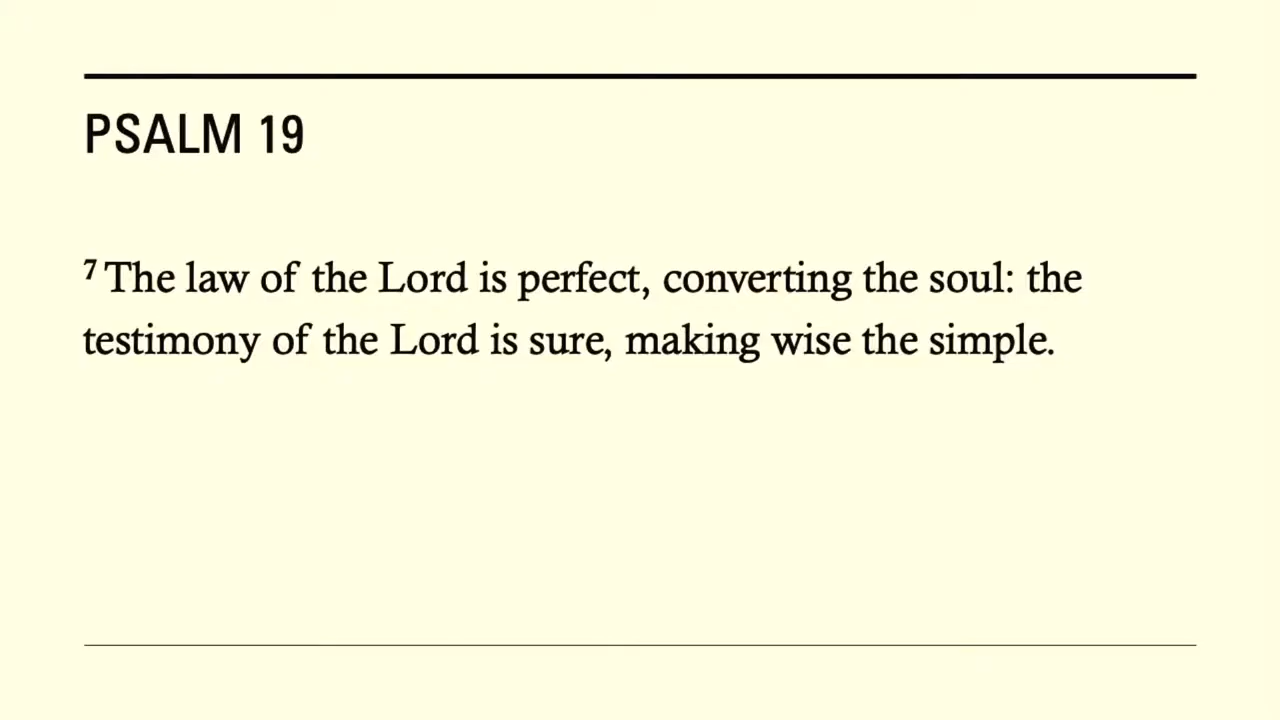 PSALM 19
⁷ The law of the Lord is perfect, converting the soul: the
testimony of the Lord is sure, making wise the simple.